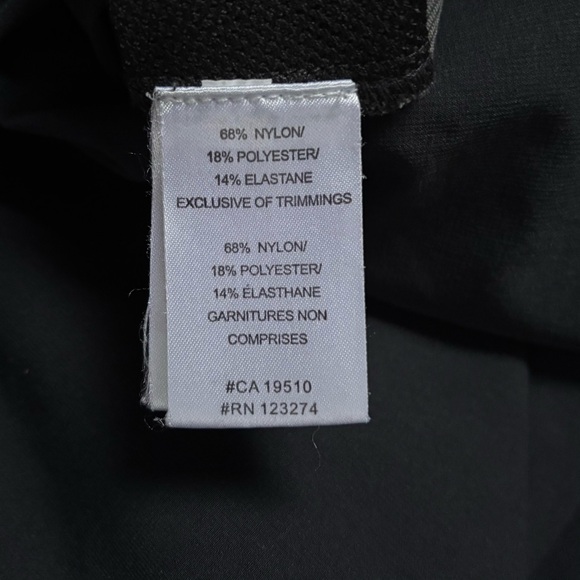 68% NYLON/
18% POLYESTER/
14% ELASTANE
EXCLUSIVE OF TRIMMINGS
68% NYLON/
18% POLYESTER/
14% ÉLASTHANE
GARNITURES NON
COMPRISES
#CA 19510
#RN 123274